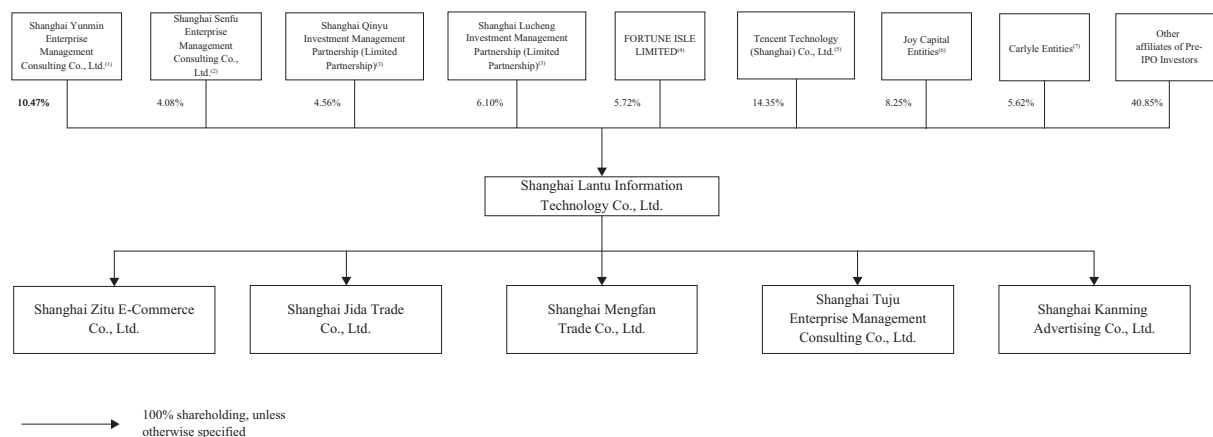 Shanghai Yunmin
Enterprise
Management
Consulting Co., Ltd.(1)
Shanghai Senfu
Enterprise
Management
Consulting Co.,
Ltd.(2)
Shanghai Qinyu
Investment Management
Partnership (Limited
Partnership)(3)
Shanghai Lucheng
Investment Management
Partnership (Limited
Partnership)(3)
FORTUNE ISLE
LIMITED(4)
Tencent Technology
(Shanghai) Co., Ltd.(5)
Joy Capital
Entities(6)
Carlyle Entities(7)
Other
affiliates of Pre-
IPO Investors
10.47%
4.08%
4.56%
6.10%
5.72%
14.35%
8.25%
5.62%
40.85%
Shanghai Lantu Information
Technology Co., Ltd.
Shanghai Zitu E-Commerce
Co., Ltd.
Shanghai Jida Trade
Co., Ltd.
Shanghai Mengfan
Trade Co., Ltd.
Shanghai Tuju
Enterprise Management
Consulting Co., Ltd.
Shanghai Kanming
Advertising Co., Ltd.
100% shareholding, unless
otherwise specified